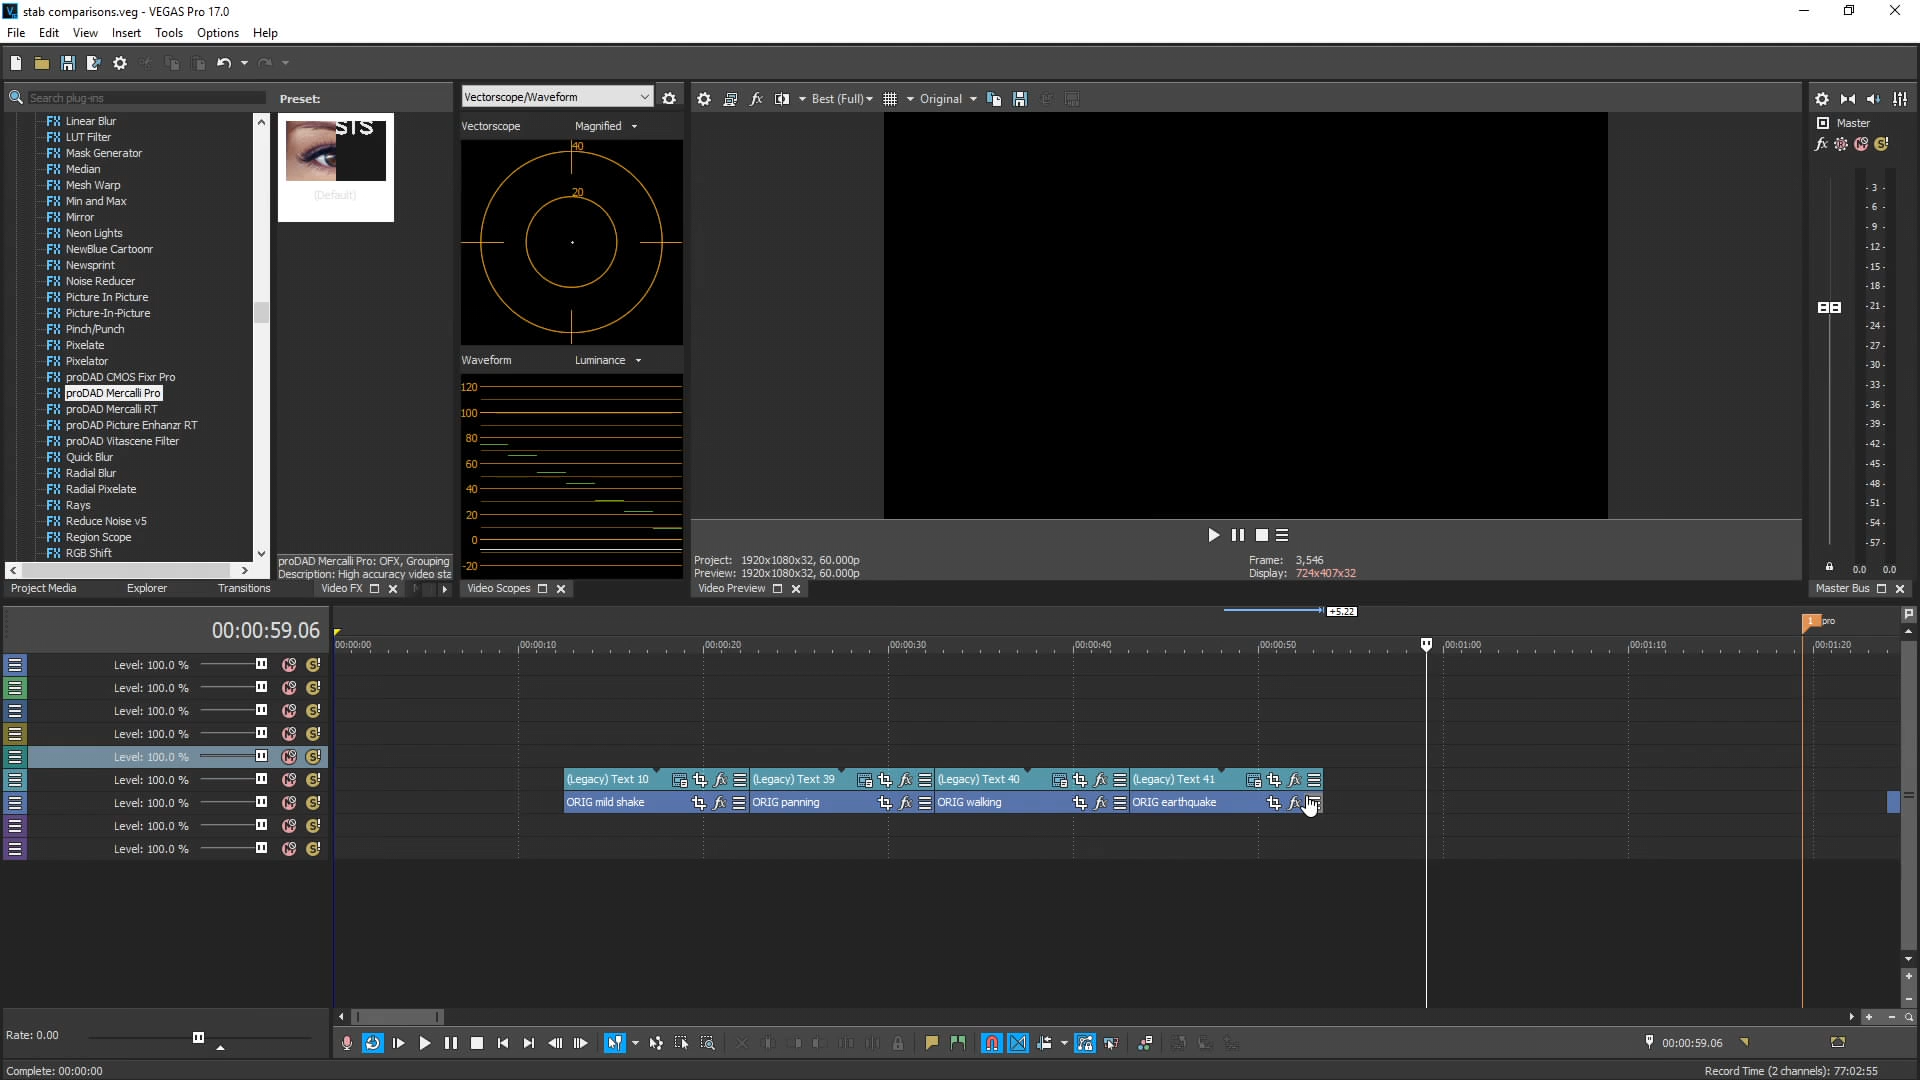 stab comparisons.veg - VEGAS Pro 17.0
File Edit View Insert Tools Options Help
Search plug-ins
Preset:
Vectorscope/Waveform
Best (Full)
Original
Linear Blur
LUT Filter
Mask Generator
Median
Mesh Warp
Min and Max
Mirror
Neon Lights
NewBlue Cartoonr
Newsprint
Noise Reducer
Picture In Picture
Picture-In-Picture
Pinch/Punch
Pixelate
Pixelator
proDAD CMOS Fixr Pro
proDAD Mercalli Pro
proDAD Mercalli RT
proDAD Picture Enhanzr RT
proDAD Vitascene Filter
Quick Blur
Radial Blur
Radial Pixelate
Rays
Reduce Noise v5
Region Scope
RGB Shift
(Default)
proDAD Mercalli Pro: OFX, Grouping
Description: High accuracy video sta
Vectorscope Magnified
40
20
Waveform Luminance
120
100
80
60
40
20
0
-20
Project: 1920x1080x32, 60.000p
Preview: 1920x1080x32, 60.000p
Frame: 3,546
Display: 724x407x32
Master
-3-
-6-
-9-
-12-
-15-
-18-
-21-
-24-
-27-
-30-
-33-
-36-
-39-
-42-
-45-
-48-
-51-
-54-
-57-
0.0 0.0
Project Media Explorer Transitions Video FX
Video Scopes
Video Preview
Master Bus
00:00:59.06
+5.22
1 pro
00:00:00 00:00:10 00:00:20 00:00:30 00:00:40 00:00:50 00:01:00 00:01:10 00:01:20
Level: 100.0 %
Level: 100.0 %
Level: 100.0 %
Level: 100.0 %
Level: 100.0 %
Level: 100.0 %
(Legacy) Text 10 (Legacy) Text 39 (Legacy) Text 40 (Legacy) Text 41
Level: 100.0 %
ORIG mild shake ORIG panning ORIG walking ORIG earthquake
Level: 100.0 %
Level: 100.0 %
Rate: 0.00
00:00:59.06
Complete: 00:00:00
Record Time (2 channels): 77:02:55